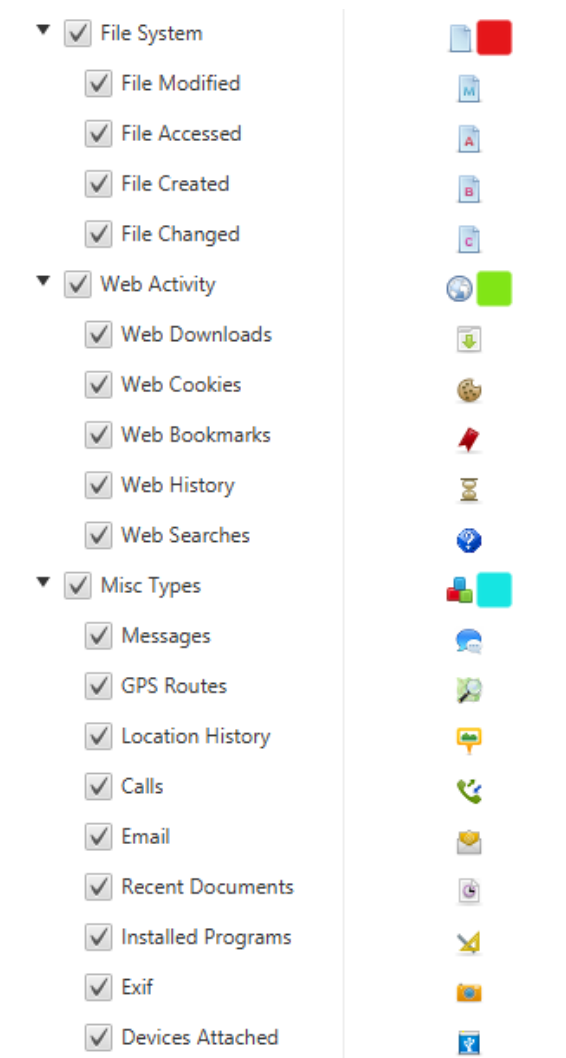 File System
File Modified
M
File Accessed
A
File Created
B
File Changed
C
Web Activity
Web Downloads
Web Cookies
Web Bookmarks
Web History
Web Searches
?
Misc Types
Messages
GPS Routes
Location History
Calls
Email
Recent Documents
Installed Programs
Exif
Devices Attached